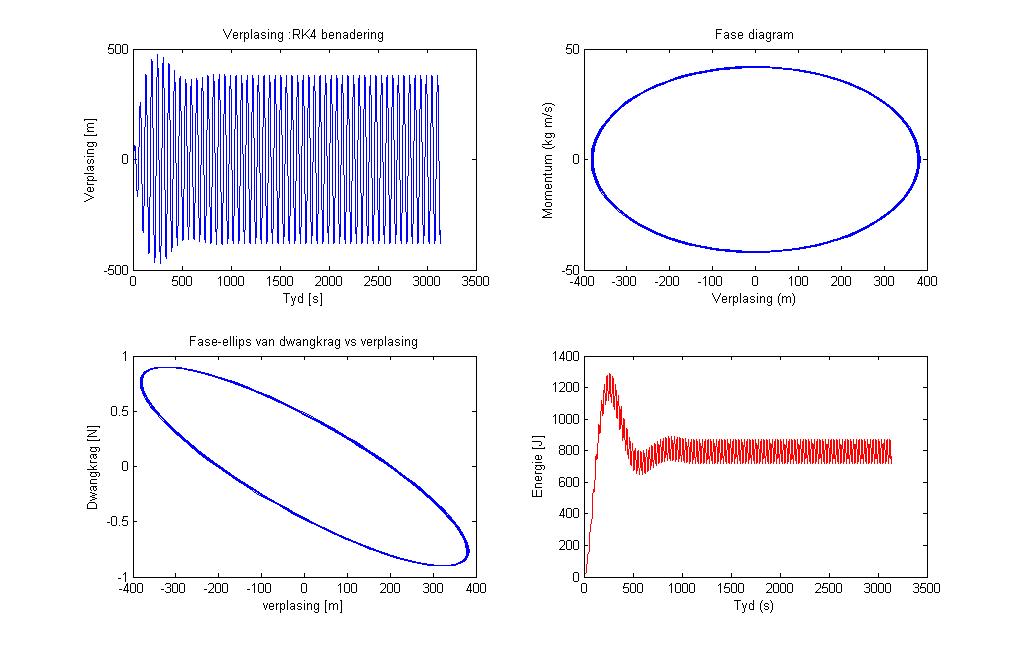 Verplasing :RK4 benadering
500
0
-500
Verplasing [m]
0 500 1000 1500 2000 2500 3000 3500
Tyd [s]
Fase diagram
50
0
-50
Momentum (kg m/s)
-400 -300 -200 -100 0 100 200 300 400
Verplasing (m)
Fase-ellips van dwangkrag vs verplasing
1
0.5
0
-0.5
-1
Dwangkrag [N]
-400 -300 -200 -100 0 100 200 300 400
verplasing [m]
1400
1200
1000
800
600
400
200
0
Energie [J]
0 500 1000 1500 2000 2500 3000 3500
Tyd (s)